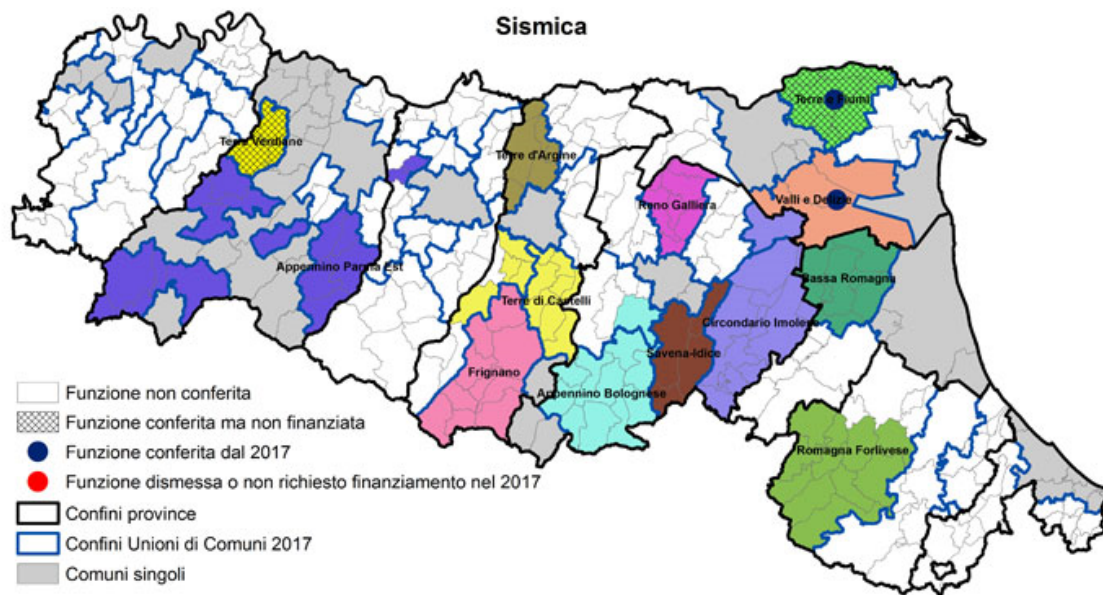 Sismica
Terre e Fiumi
Terre Verdiane
Terre d'Argine
Reno Galliera
Valli e Delizie
Appennino Parma Est
Bassa Romagna
Terre di Castelli
Circondario Imolese
Savena-Idice
Frignano
Appennino Bolognese
Romagna Forlivese
Funzione non conferita
Funzione conferita ma non finanziata
Funzione conferita dal 2017
Funzione dismessa o non richiesto finanziamento nel 2017
Confini province
Confini Unioni di Comuni 2017
Comuni singoli